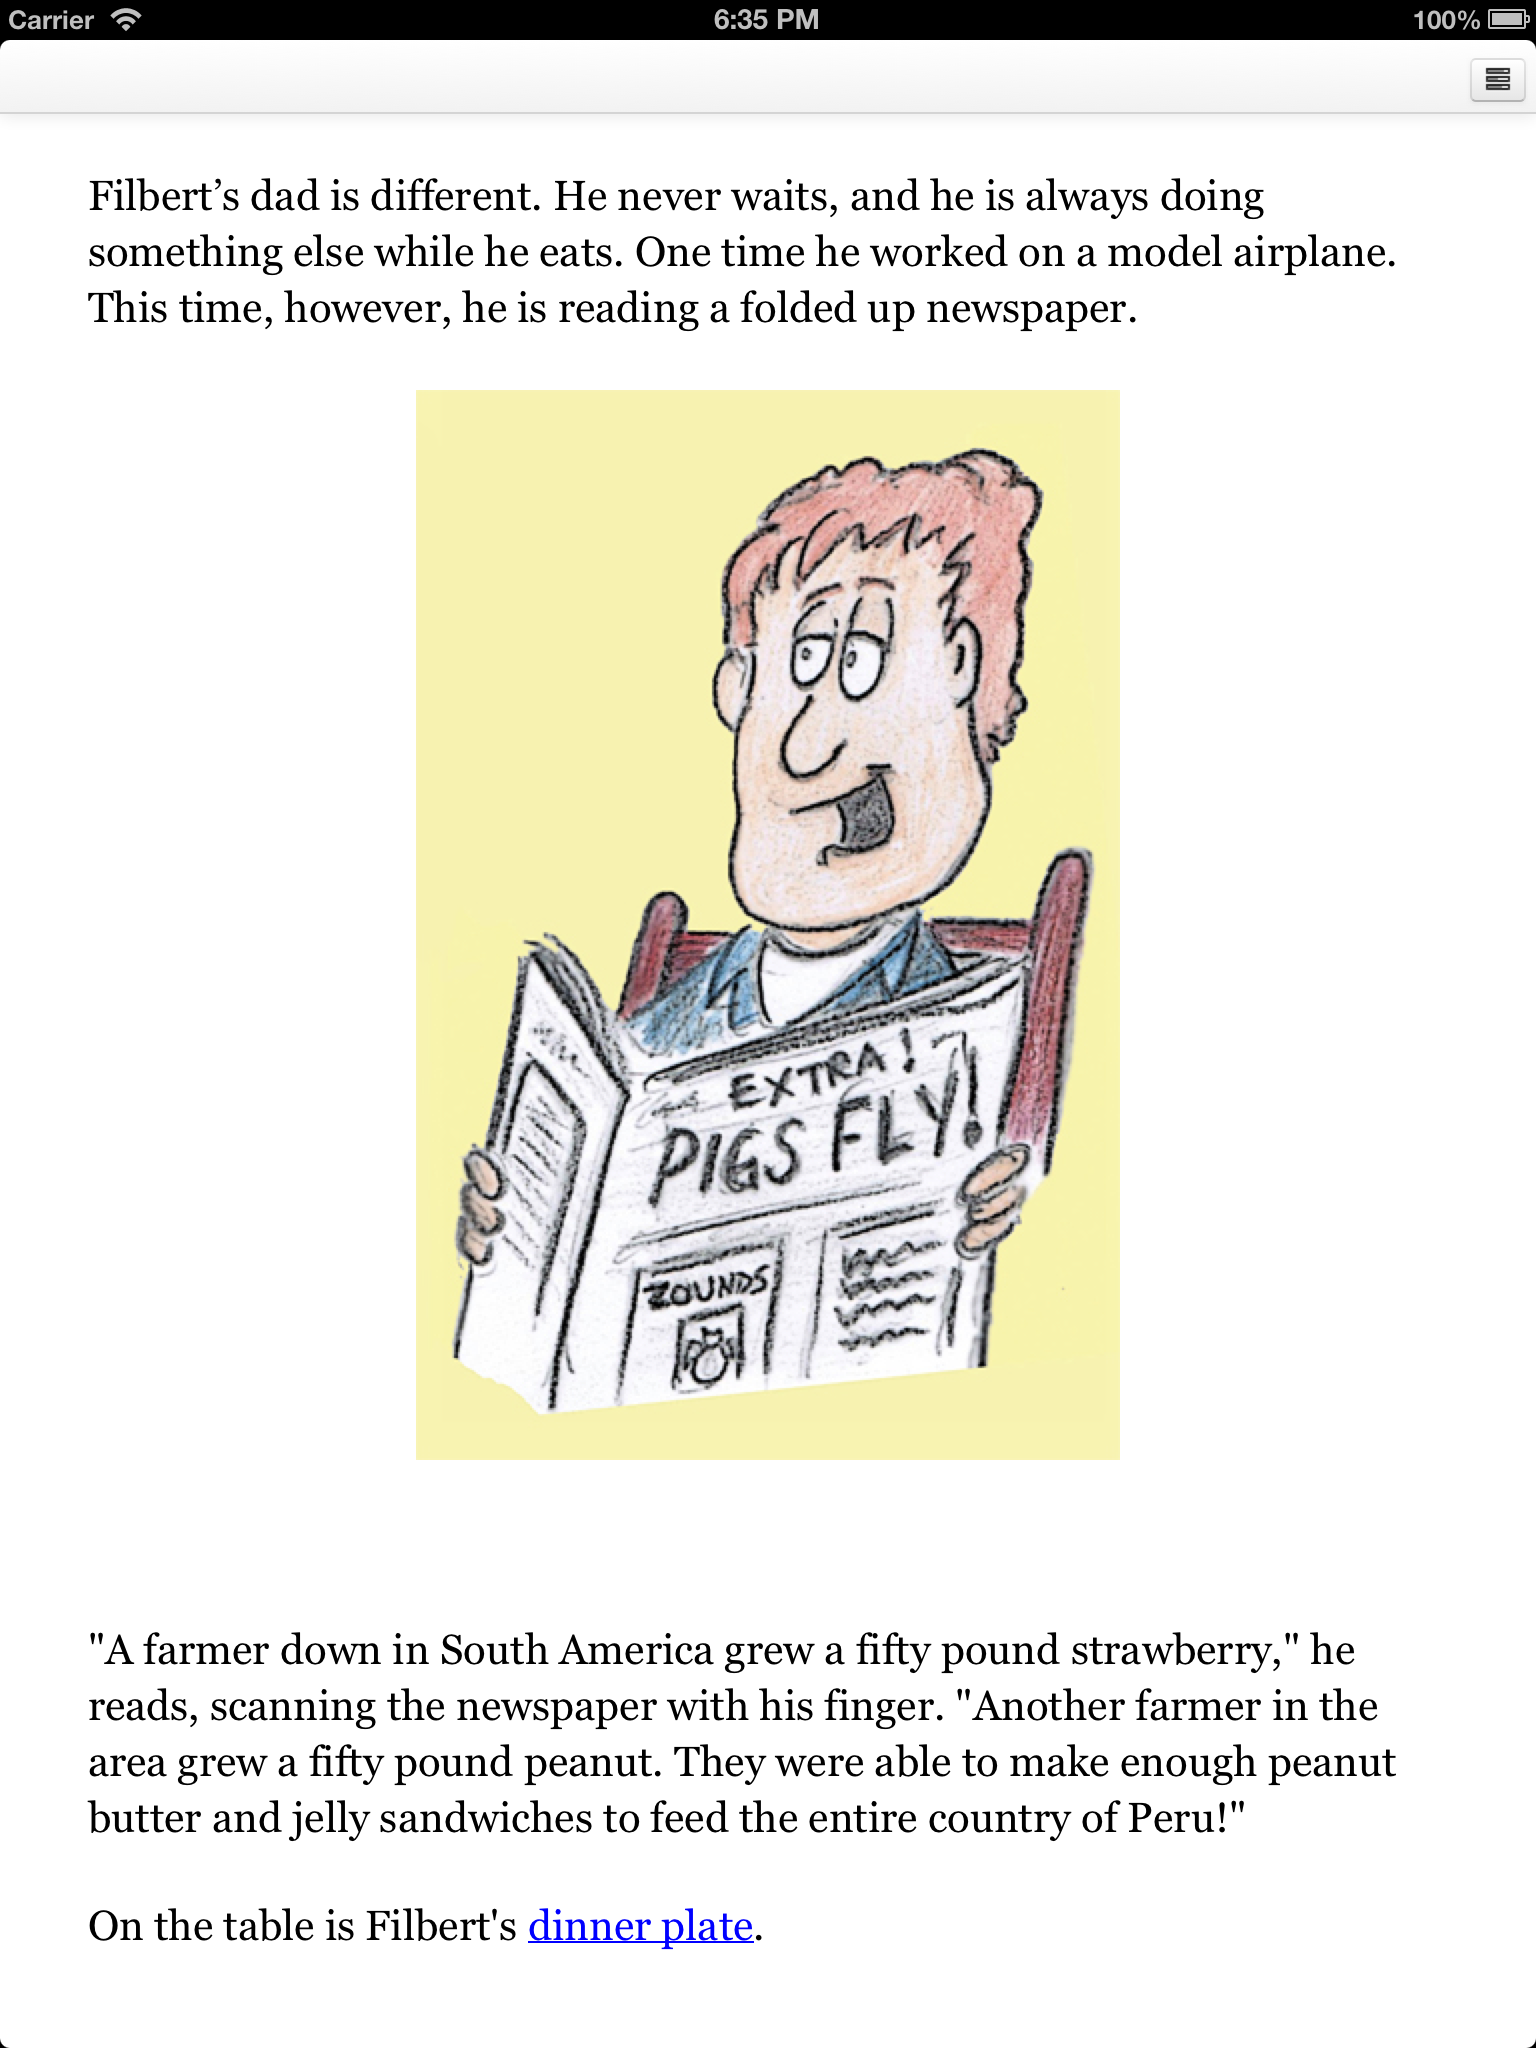 Carrier 6:35 PM 100%
Filbert’s dad is different. He never waits, and he is always doing
something else while he eats. One time he worked on a model airplane.
This time, however, he is reading a folded up newspaper.
EXTRA!
PIGS FLY!
ZOUNDS
"A farmer down in South America grew a fifty pound strawberry," he
reads, scanning the newspaper with his finger. "Another farmer in the
area grew a fifty pound peanut. They were able to make enough peanut
butter and jelly sandwiches to feed the entire country of Peru!"
On the table is Filbert's dinner plate.